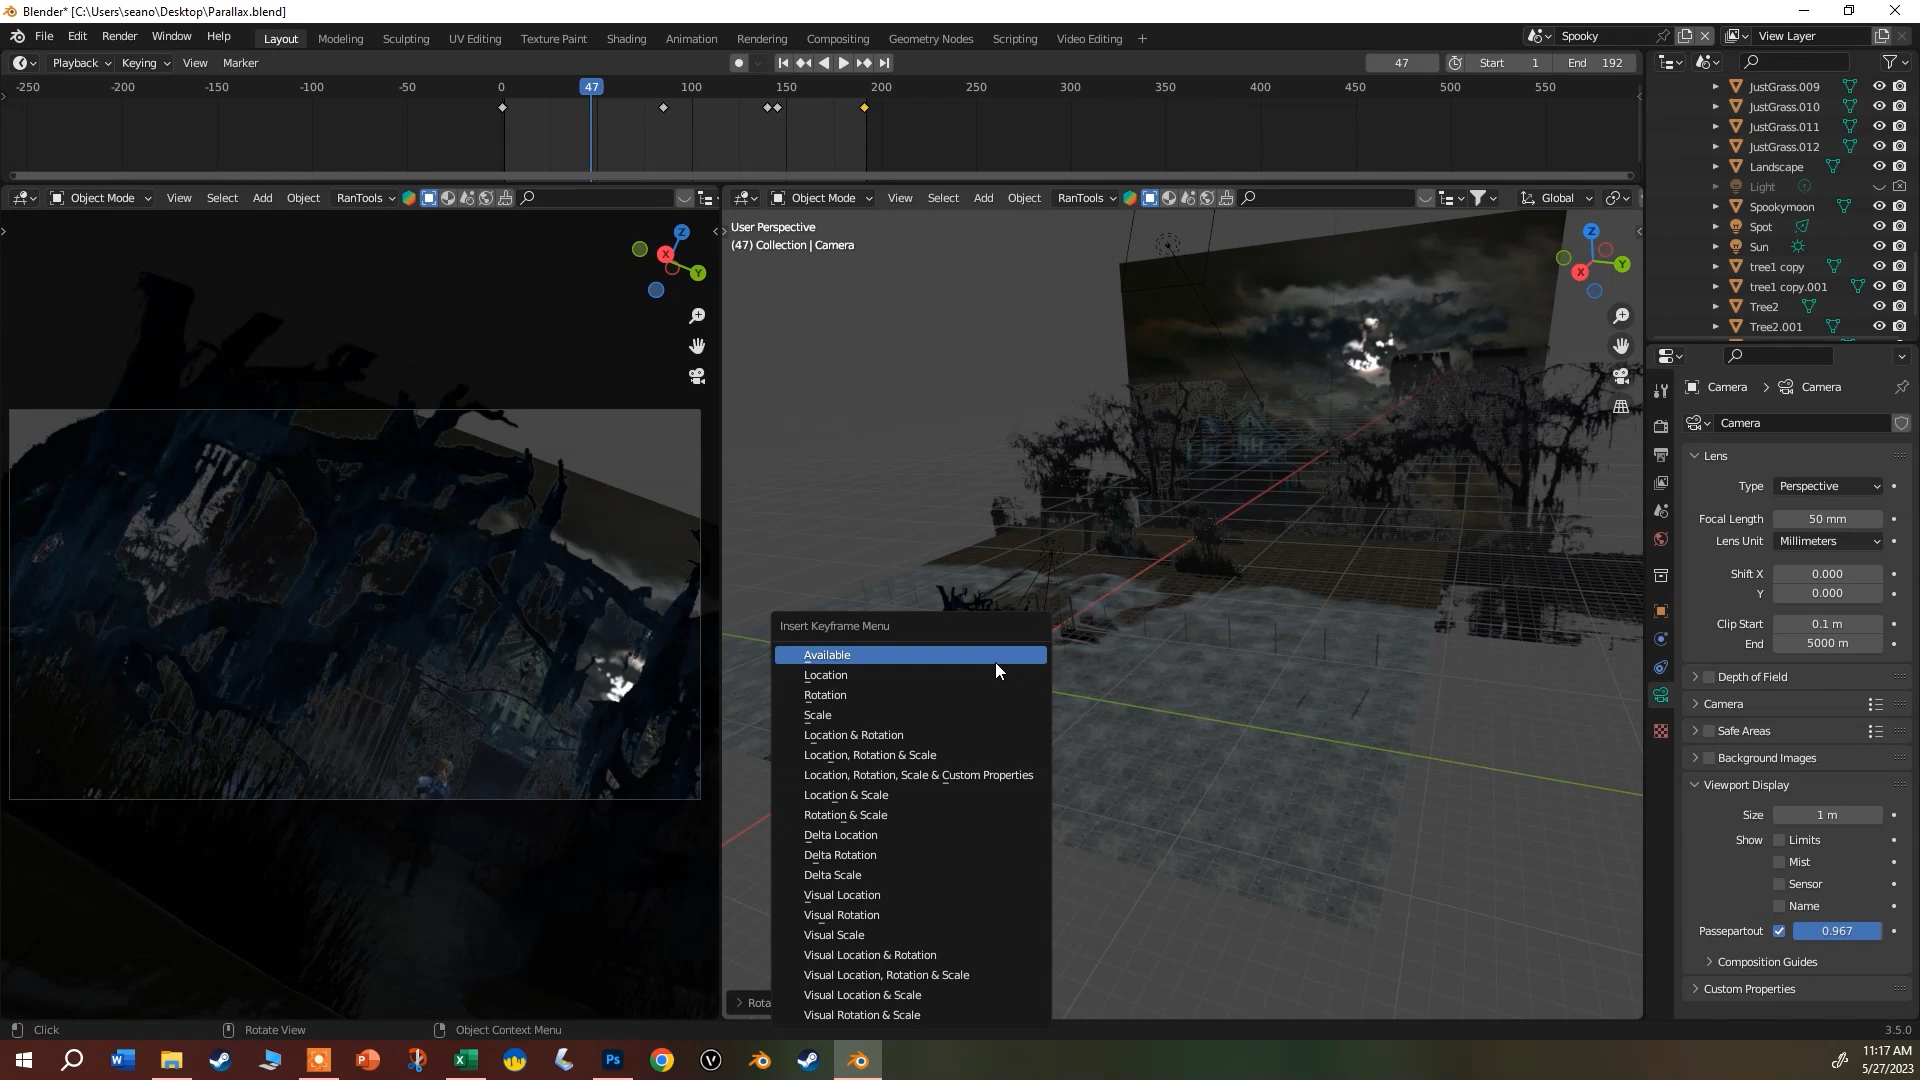 Blender* [C:\Users\seano\Desktop\Parallax.blend]
File Edit Render Window Help
Layout Modeling Sculpting UV Editing Texture Paint Shading Animation Rendering Compositing Geometry Nodes Scripting Video Editing +
Spooky
View Layer
Playback Keying View Marker
47 Start 1 End 192
-250 -200 -150 -100 -50 0 47 100 150 200 250 300 350 400 450 500 550
JustGrass.009
JustGrass.010
JustGrass.011
JustGrass.012
Landscape
Light
Spookymoon
Spot
Sun
tree1 copy
tree1 copy.001
Tree2
Tree2.001
Object Mode View Select Add Object RanTools
Object Mode View Select Add Object RanTools Global
Z
X
Y
User Perspective
(47) Collection | Camera
Z
X
Y
Insert Keyframe Menu
Available
Location
Rotation
Scale
Location & Rotation
Location, Rotation & Scale
Location, Rotation, Scale & Custom Properties
Location & Scale
Rotation & Scale
Delta Location
Delta Rotation
Delta Scale
Visual Location
Visual Rotation
Visual Scale
Visual Location & Rotation
Visual Location, Rotation & Scale
Visual Location & Scale
Visual Rotation & Scale
Rota
Camera > Camera
Camera
Lens
Type Perspective
Focal Length 50 mm
Lens Unit Millimeters
Shift X 0.000
Y 0.000
Clip Start 0.1 m
End 5000 m
Depth of Field
Camera
Safe Areas
Background Images
Viewport Display
Size 1 m
Show Limits
Mist
Sensor
Name
Passepartout 0.967
Composition Guides
Custom Properties
Click Rotate View Object Context Menu 3.5.0
11:17 AM
5/27/2023